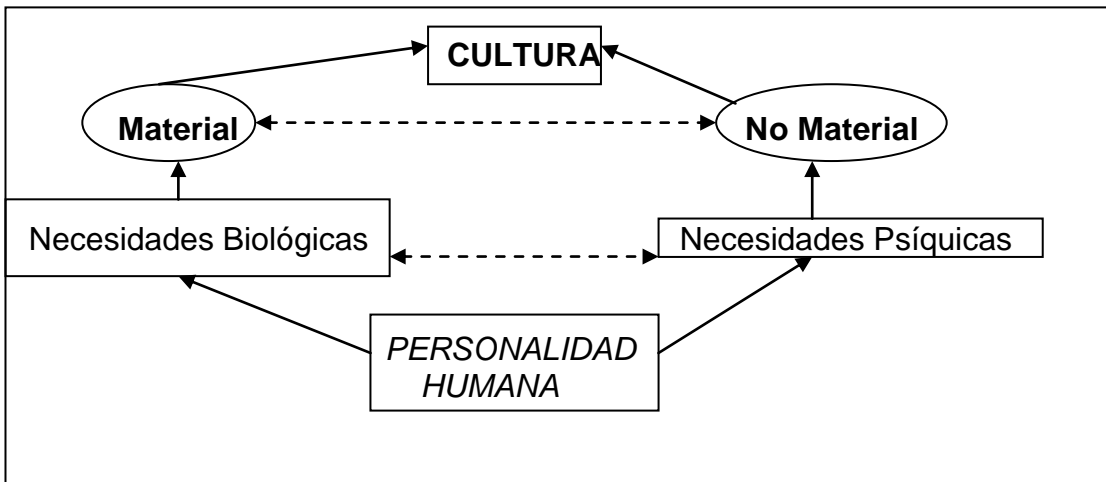 CULTURA
Material
No Material
Necesidades Biológicas
Necesidades Psíquicas
PERSONALIDAD
HUMANA